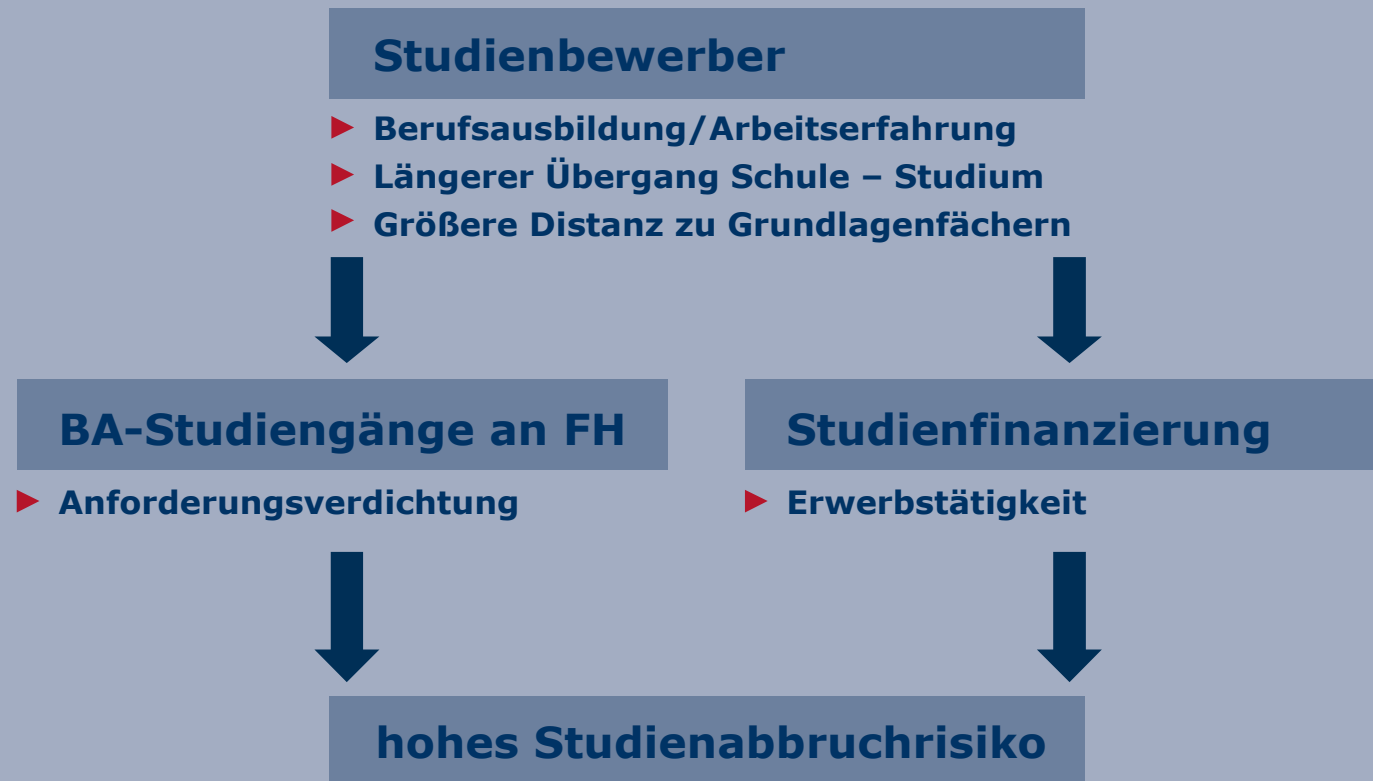 Studienbewerber
Berufsausbildung/Arbeitserfahrung
Längerer Übergang Schule – Studium
Größere Distanz zu Grundlagenfächern
BA-Studiengänge an FH
Anforderungsverdichtung
Studienfinanzierung
Erwerbstätigkeit
hohes Studienabbruchrisiko